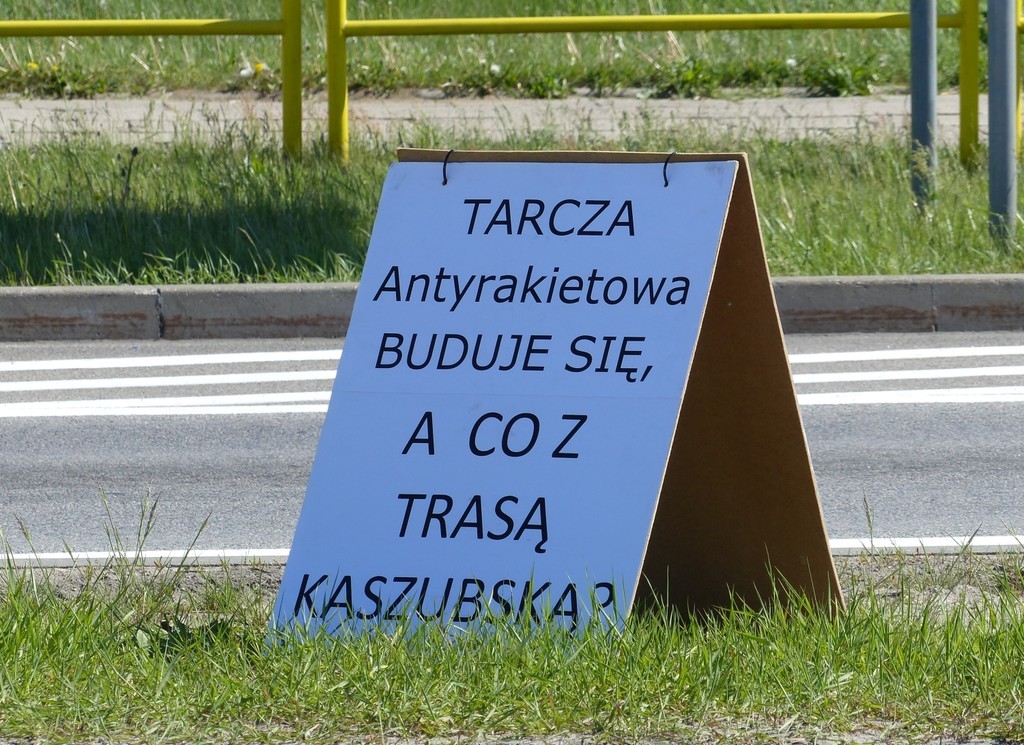 TARCZA
Antyrakietowa
BUDUJE SIĘ,
A CO Z
TRASĄ
KASZUBSKĄ?